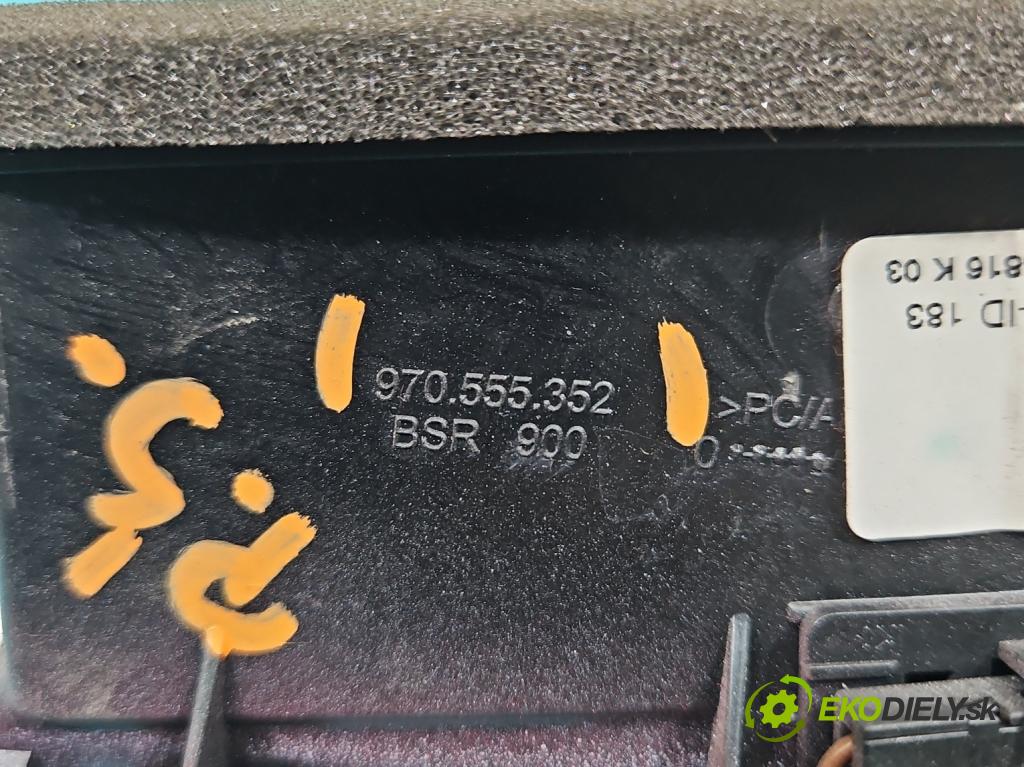 970.555.352
BSR 900
>PC/A
816 K 03
ID 183
EKODIELY.sk